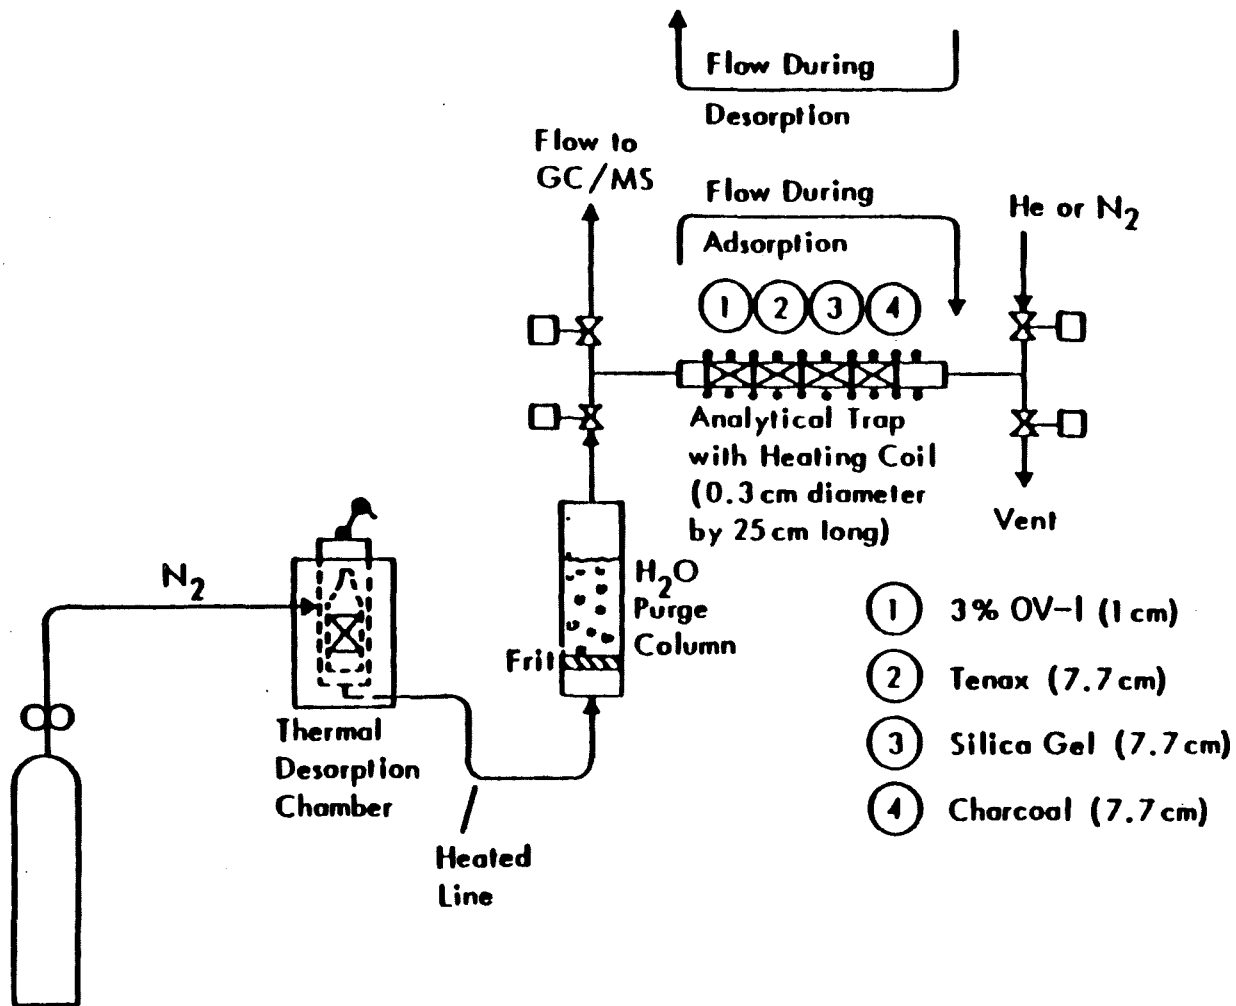 Flow During
Desorption
Flow to
GC/MS
Flow During
Adsorption
He or N2
1 2 3 4
Analytical Trap
with Heating Coil
(0.3 cm diameter
by 25 cm long)
Vent
N2
H2O
Purge
Column
Frit
Thermal
Desorption
Chamber
Heated
Line
1 3% OV-I (1 cm)
2 Tenax (7.7 cm)
3 Silica Gel (7.7 cm)
4 Charcoal (7.7 cm)